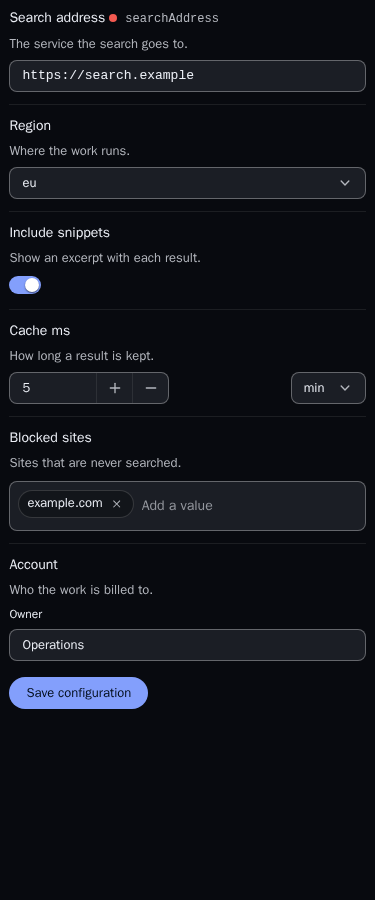 Search address searchAddress
The service the search goes to.
https://search.example
Region
Where the work runs.
eu
Include snippets
Show an excerpt with each result.
Cache ms
How long a result is kept.
5 min
Blocked sites
Sites that are never searched.
example.com Add a value
Account
Who the work is billed to.
Owner
Operations
Save configuration